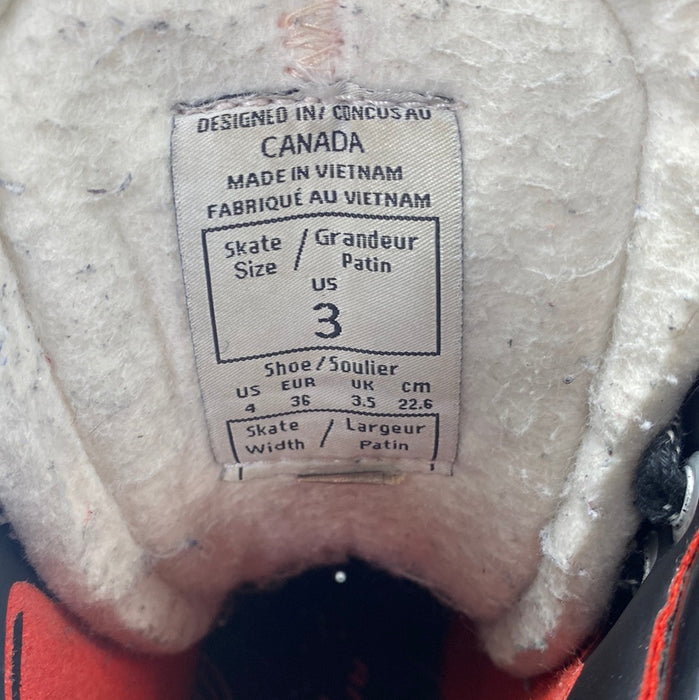 DESIGNED IN/ CONCUS AU
CANADA
MADE IN VIETNAM
FABRIQUÉ AU VIETNAM
Skate Size / Grandeur Patin
US
3
Shoe/Soulier
US EUR UK cm
4 36 3.5 22.6
Skate Width / Largeur Patin